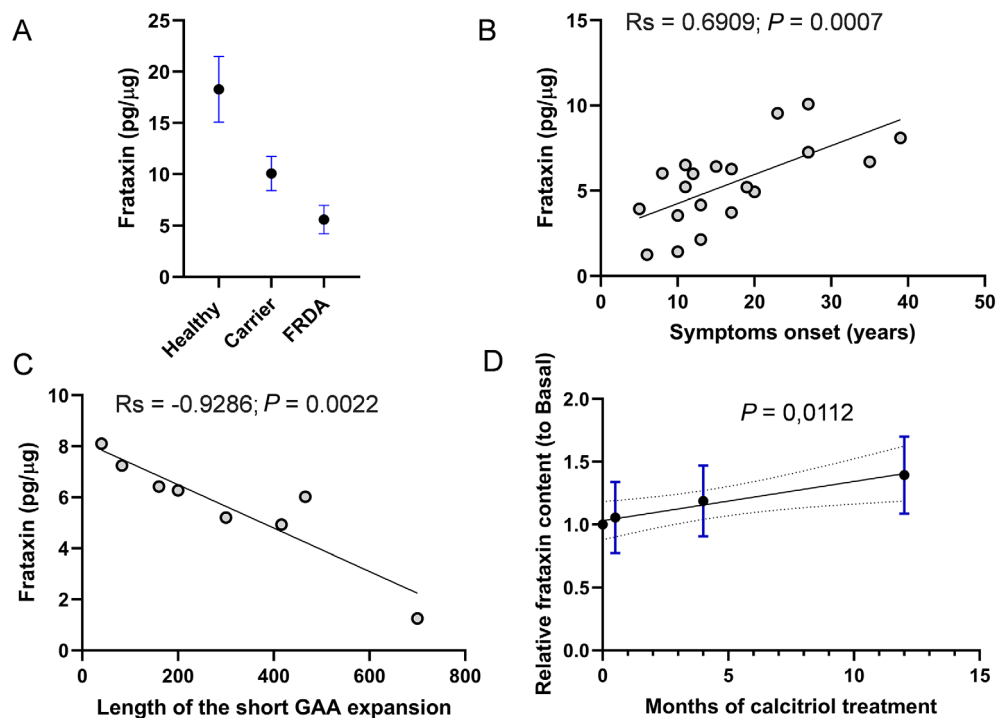 A
Frataxin (pg/μg)
25
20
15
10
5
0
Healthy
Carrier
FRDA
B
Rs = 0.6909; P = 0.0007
Frataxin (pg/μg)
15
10
5
0
0 10 20 30 40 50
Symptoms onset (years)
C
Rs = -0.9286; P = 0.0022
Frataxin (pg/μg)
10
8
6
4
2
0
0 200 400 600 800
Length of the short GAA expansion
D
P = 0,0112
Relative frataxin content (to Basal)
2.0
1.5
1.0
0.5
0.0
0 5 10 15
Months of calcitriol treatment